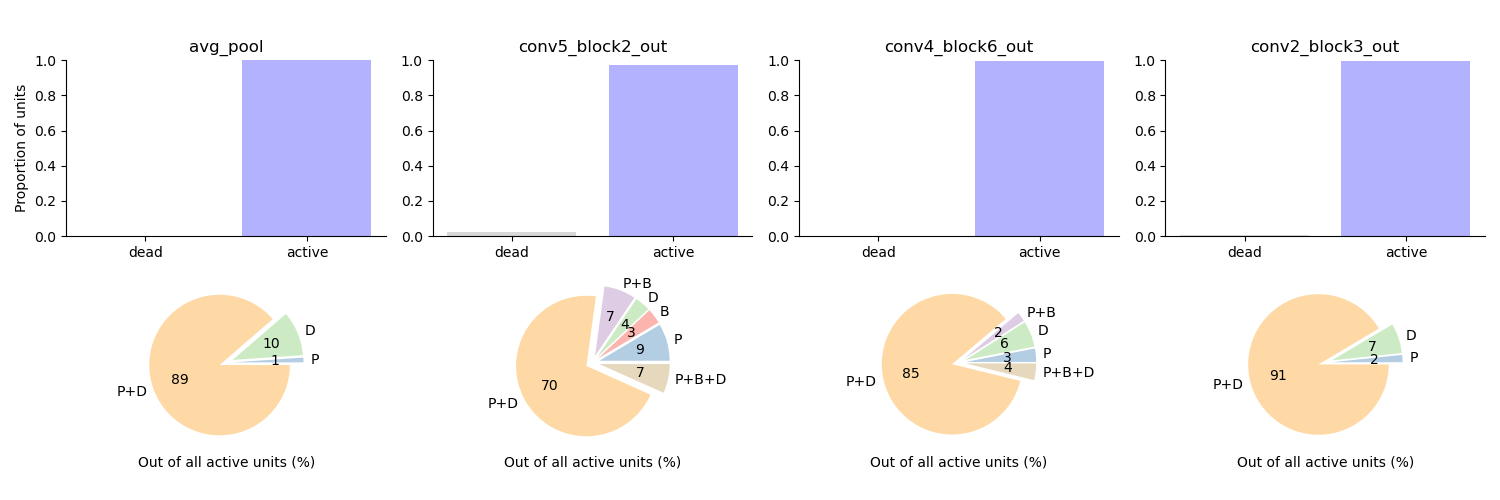 avg_pool
conv5_block2_out
conv4_block6_out
conv2_block3_out
Proportion of units
1.0
0.8
0.6
0.4
0.2
0.0
dead
active
1.0
0.8
0.6
0.4
0.2
0.0
dead
active
1.0
0.8
0.6
0.4
0.2
0.0
dead
active
1.0
0.8
0.6
0.4
0.2
0.0
dead
active
D
10
1
P
89
P+D
Out of all active units (%)
P+B
D
B
7
4
3
P
9
7
P+B+D
70
P+D
Out of all active units (%)
P+B
2
D
6
3
P
4
P+B+D
85
P+D
Out of all active units (%)
D
7
2
P
91
P+D
Out of all active units (%)